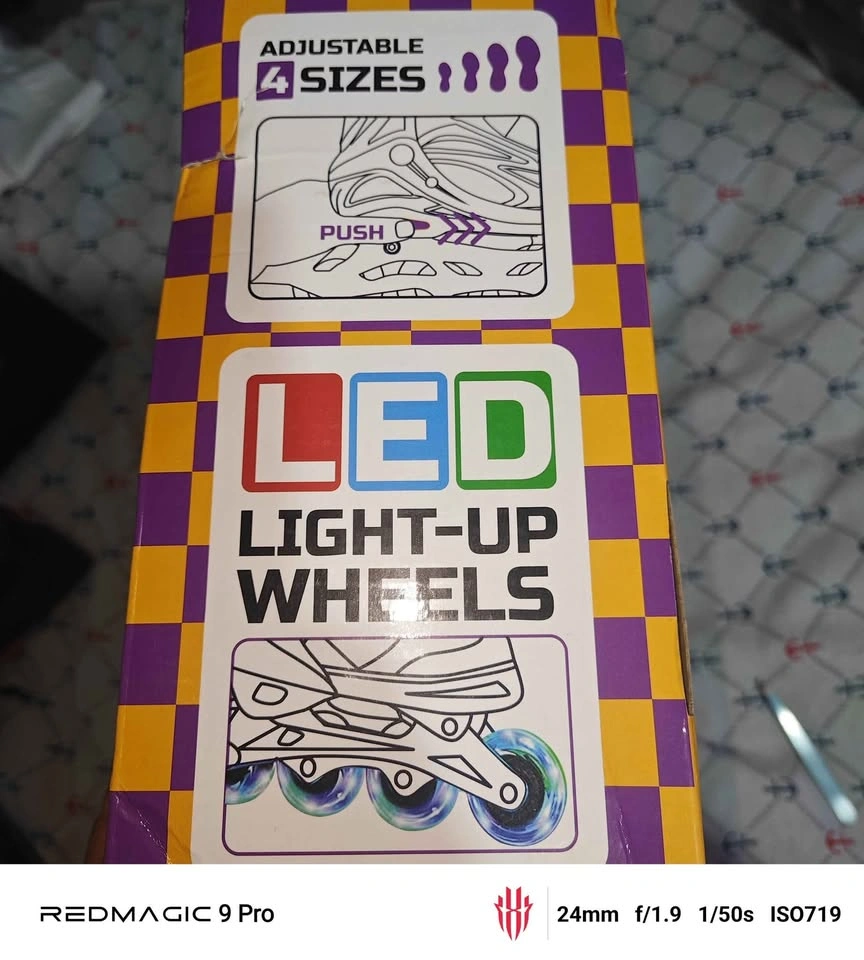 ADJUSTABLE
4 SIZES
PUSH
LED
LIGHT-UP
WHEELS
REDMAGIC 9 Pro
24mm f/1.9 1/50s ISO719